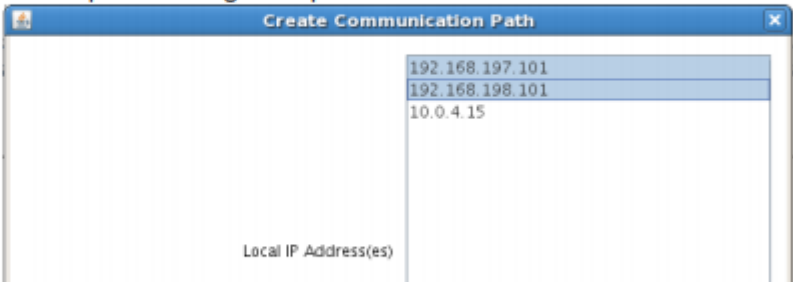 Create Communication Path
192.168.197.101
192.168.198.101
10.0.4.15
Local IP Address(es)